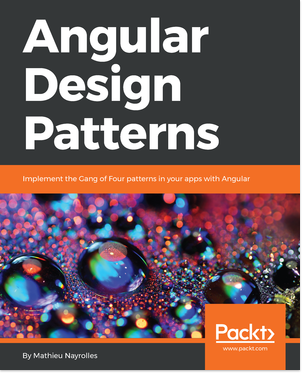 Angular
Design
Patterns
Implement the Gang of Four patterns in your apps with Angular
Packt>
www.packt.com
By Mathieu Nayrolles